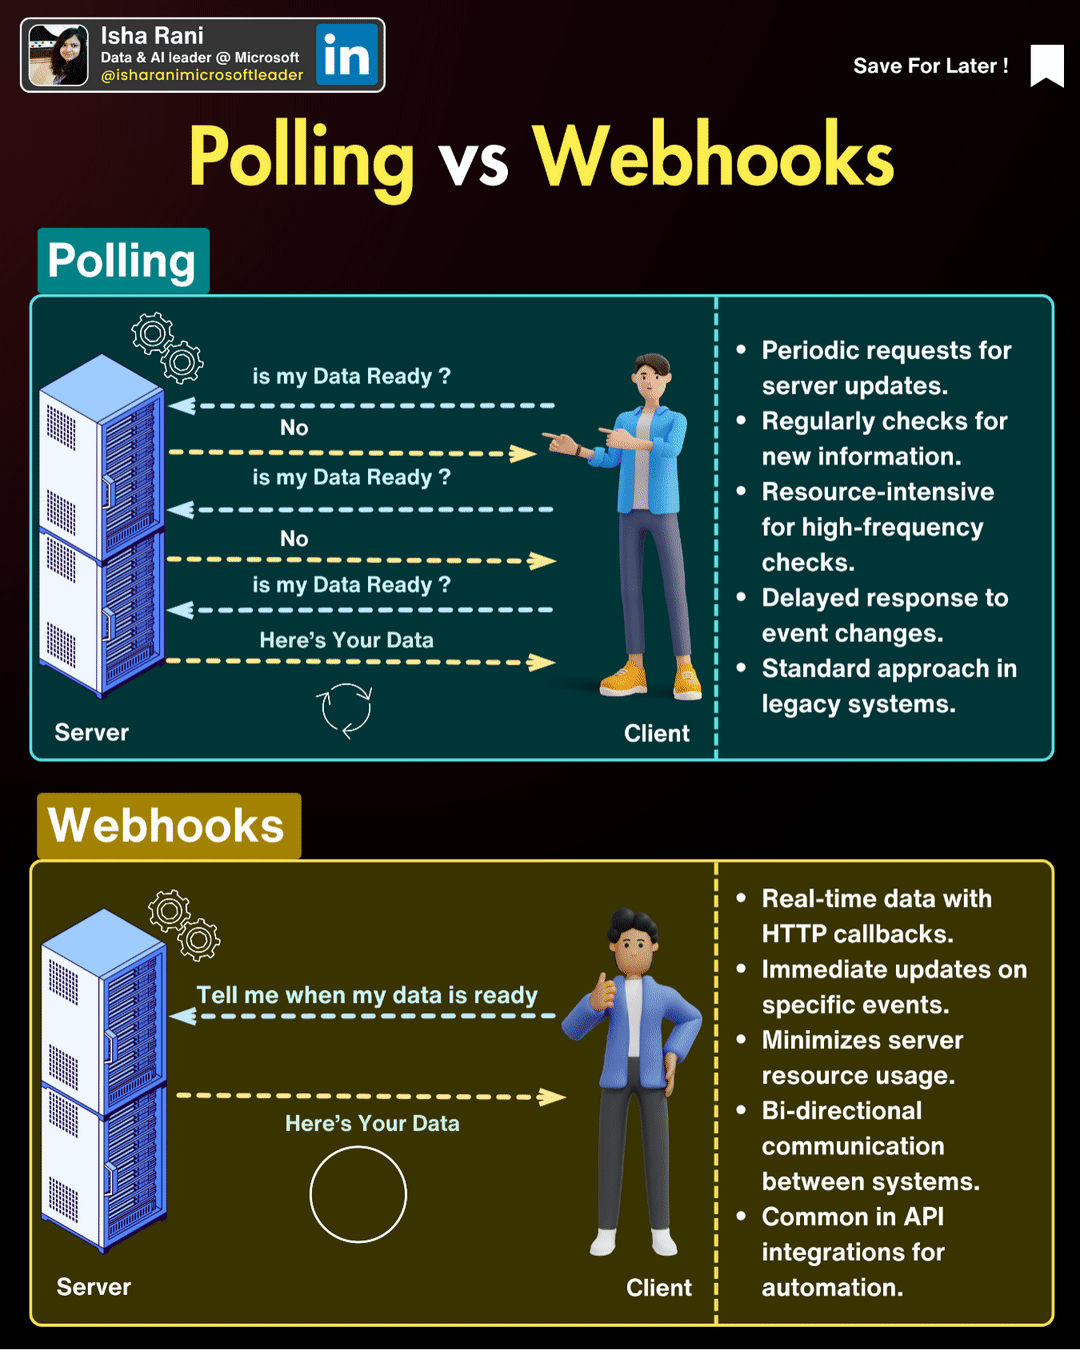 Isha Rani
Data & AI leader @ Microsoft
@isharanimicrosoftleader
in
Save For Later !
Polling vs Webhooks
Polling
is my Data Ready ?
No
is my Data Ready ?
No
is my Data Ready ?
Here's Your Data
Server
Client
• Periodic requests for
server updates.
• Regularly checks for
new information.
• Resource-intensive
for high-frequency
checks.
• Delayed response to
event changes.
• Standard approach in
legacy systems.
Webhooks
Tell me when my data is ready
Here's Your Data
Server
Client
• Real-time data with
HTTP callbacks.
• Immediate updates on
specific events.
• Minimizes server
resource usage.
• Bi-directional
communication
between systems.
• Common in API
integrations for
automation.